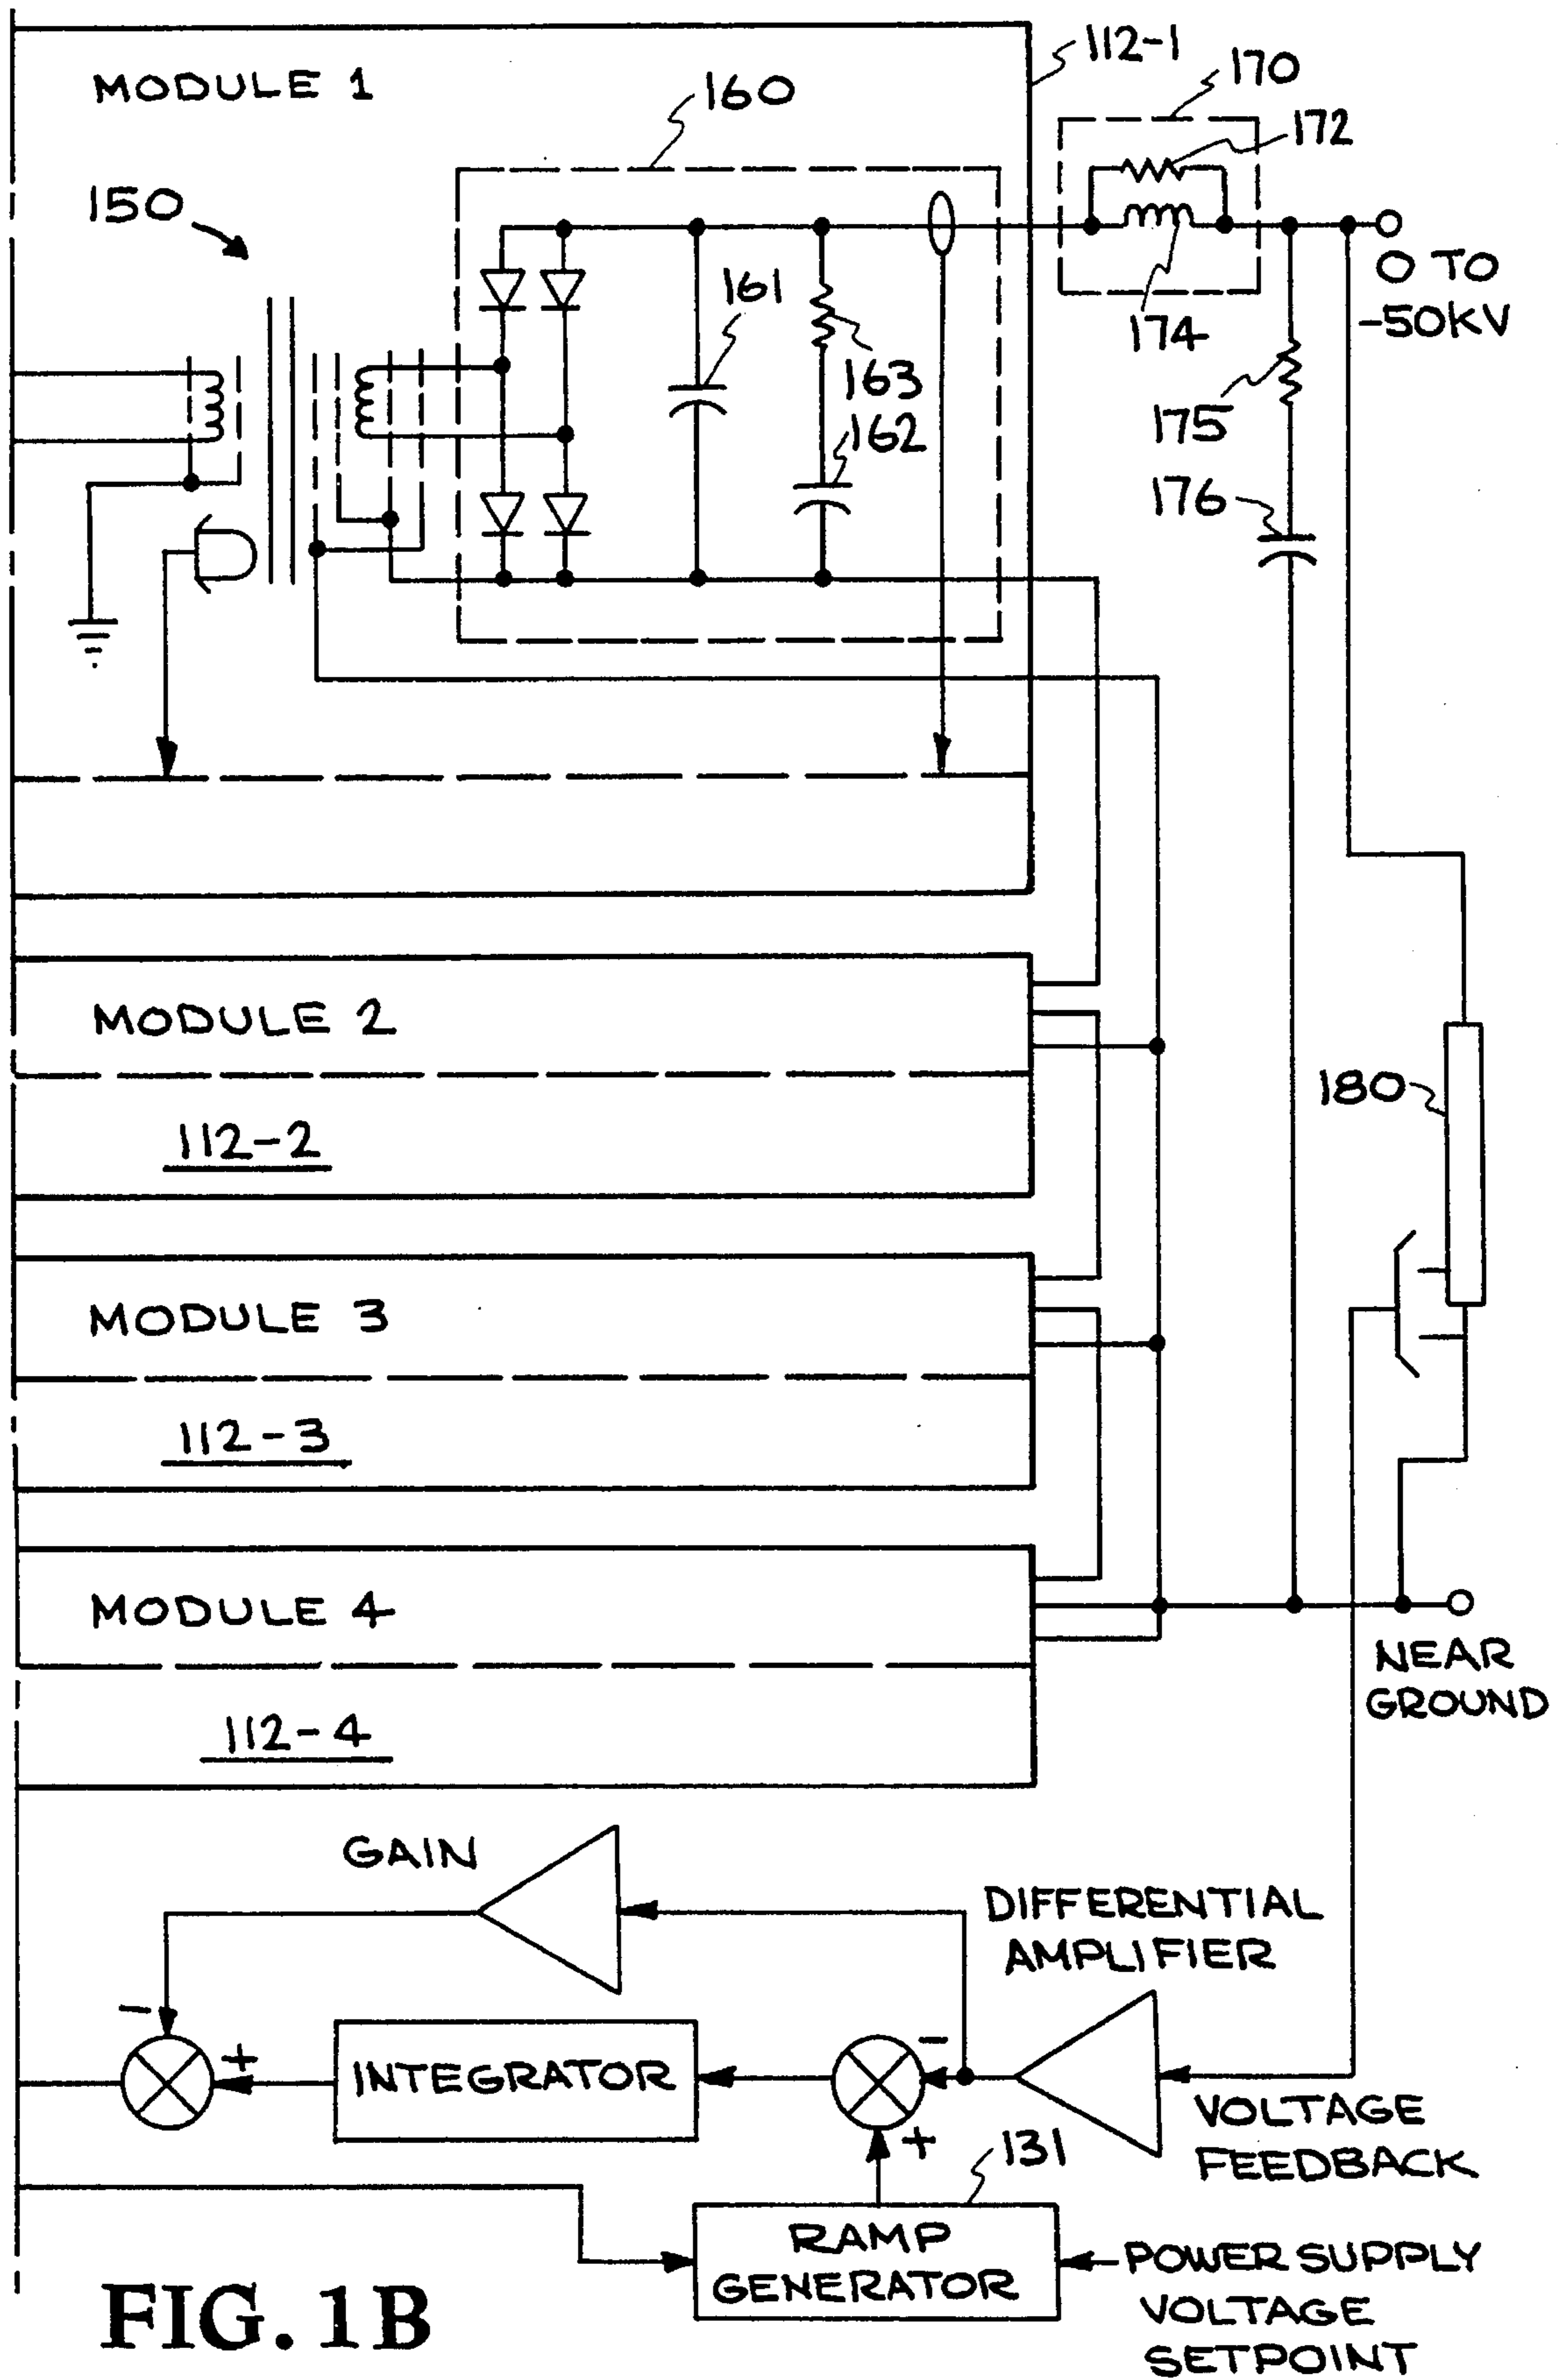 MODULE 1
112-1
160
170
172
150
161
163
162
174
0 TO
-50KV
175
176
MODULE 2
112-2
180
MODULE 3
112-3
MODULE 4
112-4
NEAR
GROUND
GAIN
DIFFERENTIAL
AMPLIFIER
-
+
INTEGRATOR
-
+
VOLTAGE
FEEDBACK
131
RAMP
GENERATOR
POWER SUPPLY
VOLTAGE
SETPOINT
FIG. 1B